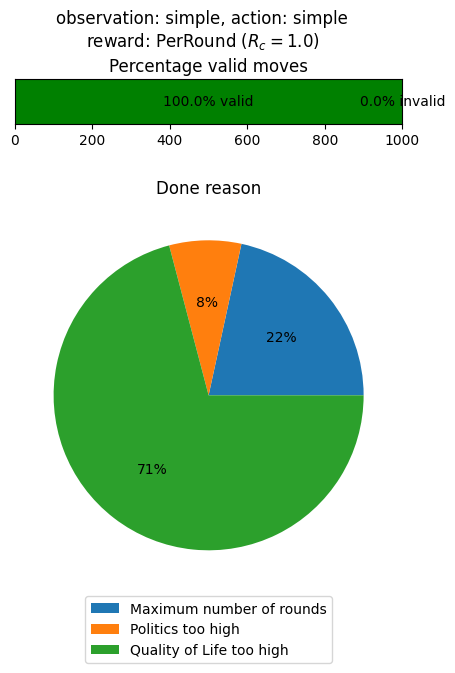 observation: simple, action: simple
reward: PerRound ($R_c = 1.0$)
Percentage valid moves
100.0% valid
0.0% invalid
0 200 400 600 800 1000
Done reason
8%
22%
71%
Maximum number of rounds
Politics too high
Quality of Life too high